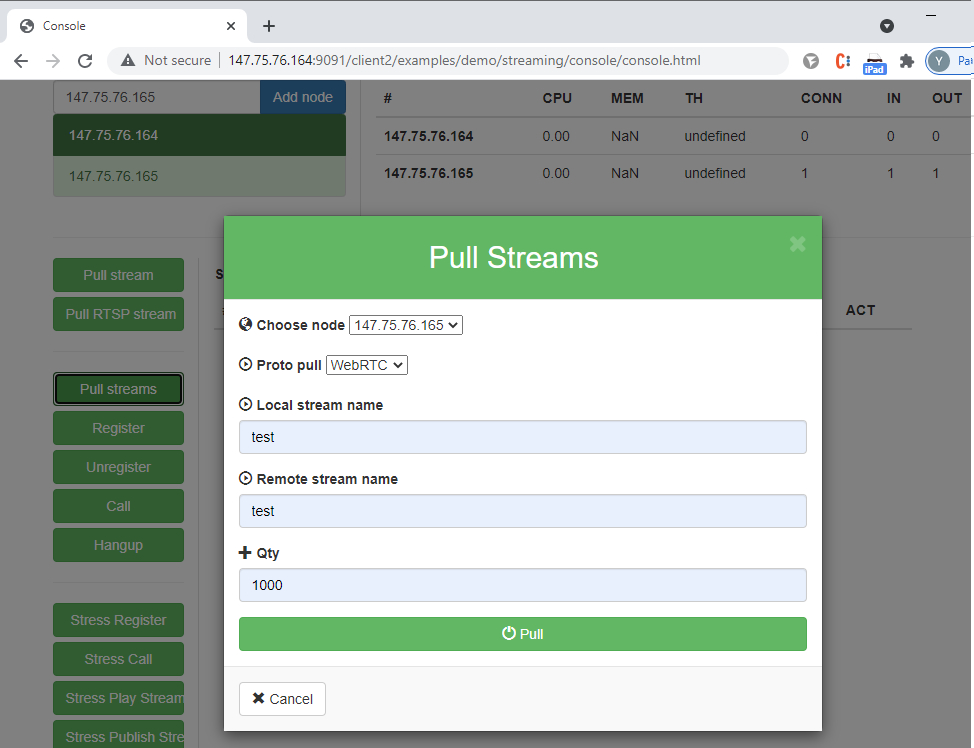 Console
Not secure 147.75.76.164:9091/client2/examples/demo/streaming/console/console.html
iPad
Y
147.75.76.165 Add node
147.75.76.164
147.75.76.165
# CPU MEM TH CONN IN OUT
147.75.76.164 0.00 NaN undefined 0 0 0
147.75.76.165 0.00 NaN undefined 1 1 1
Pull stream
Pull RTSP stream
Pull streams
Register
Unregister
Call
Hangup
Stress Register
Stress Call
Stress Play Stream
Stress Publish Stre
ACT
Pull Streams
Choose node 147.75.76.165
Proto pull WebRTC
Local stream name
test
Remote stream name
test
Qty
1000
Pull
Cancel